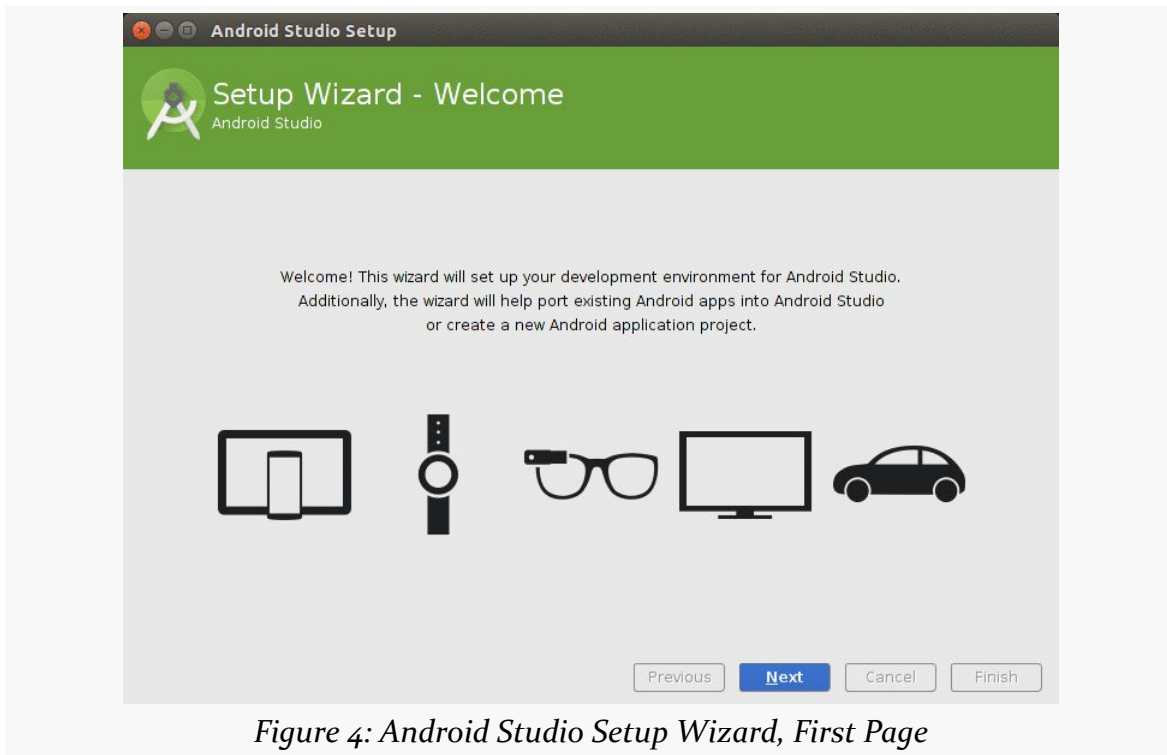 Android Studio Setup
Setup Wizard - Welcome
Android Studio
Welcome! This wizard will set up your development environment for Android Studio.
Additionally, the wizard will help port existing Android apps into Android Studio
or create a new Android application project.
Previous
Next
Cancel
Finish
Figure 4: Android Studio Setup Wizard, First Page